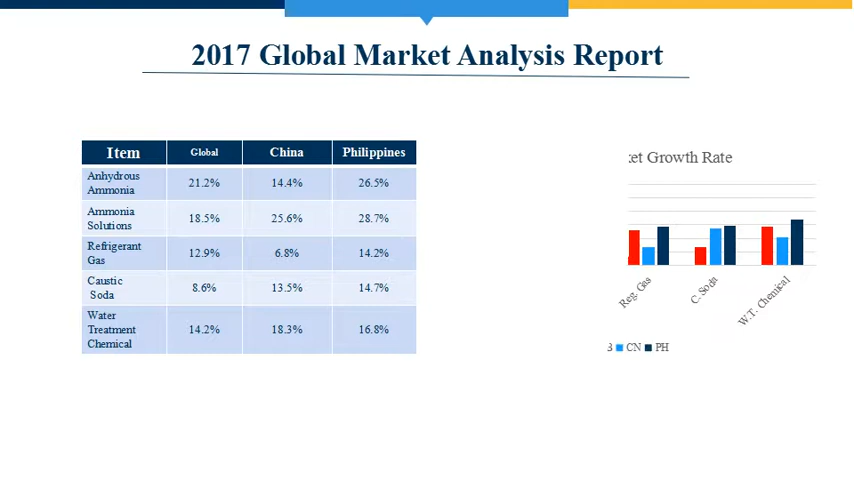 2017 Global Market Analysis Report
Item Global China Philippines
Anhydrous
Ammonia 21.2% 14.4% 26.5%
Ammonia
Solutions 18.5% 25.6% 28.7%
Refrigerant
Gas 12.9% 6.8% 14.2%
Caustic
Soda 8.6% 13.5% 14.7%
Water
Treatment
Chemical 14.2% 18.3% 16.8%
et Growth Rate
Reg. Gas
C. Soda
W.T. Chemical
CN PH